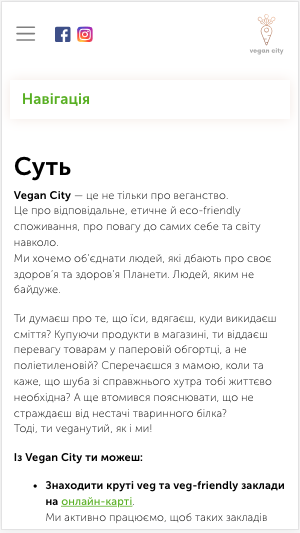 vegan city
Навігація
Суть
Vegan City — це не тільки про веганство.
Це про відповідальне, етичне й eco-friendly
споживання, про повагу до самих себе та світу
навколо.
Ми хочемо об'єднати людей, які дбають про своє
здоров'я та здоров'я Планети. Людей, яким не
байдуже.
Ти думаєш про те, що їси, вдягаєш, куди викидаєш
сміття? Купуючи продукти в магазині, ти віддаєш
перевагу товарам у паперовій обгортці, а не
поліетиленовій? Сперечаєшся з мамою, коли та
каже, що шуба зі справжнього хутра тобі життєво
необхідна? А ще втомився пояснювати, що не
страждаєш від нестачі тваринного білка?
Тоді, ти veganутий, як і ми!
Із Vegan City ти можеш:
• Знаходити круті veg та veg-friendly заклади
на онлайн-карті.
Ми активно працюємо, щоб таких закладів